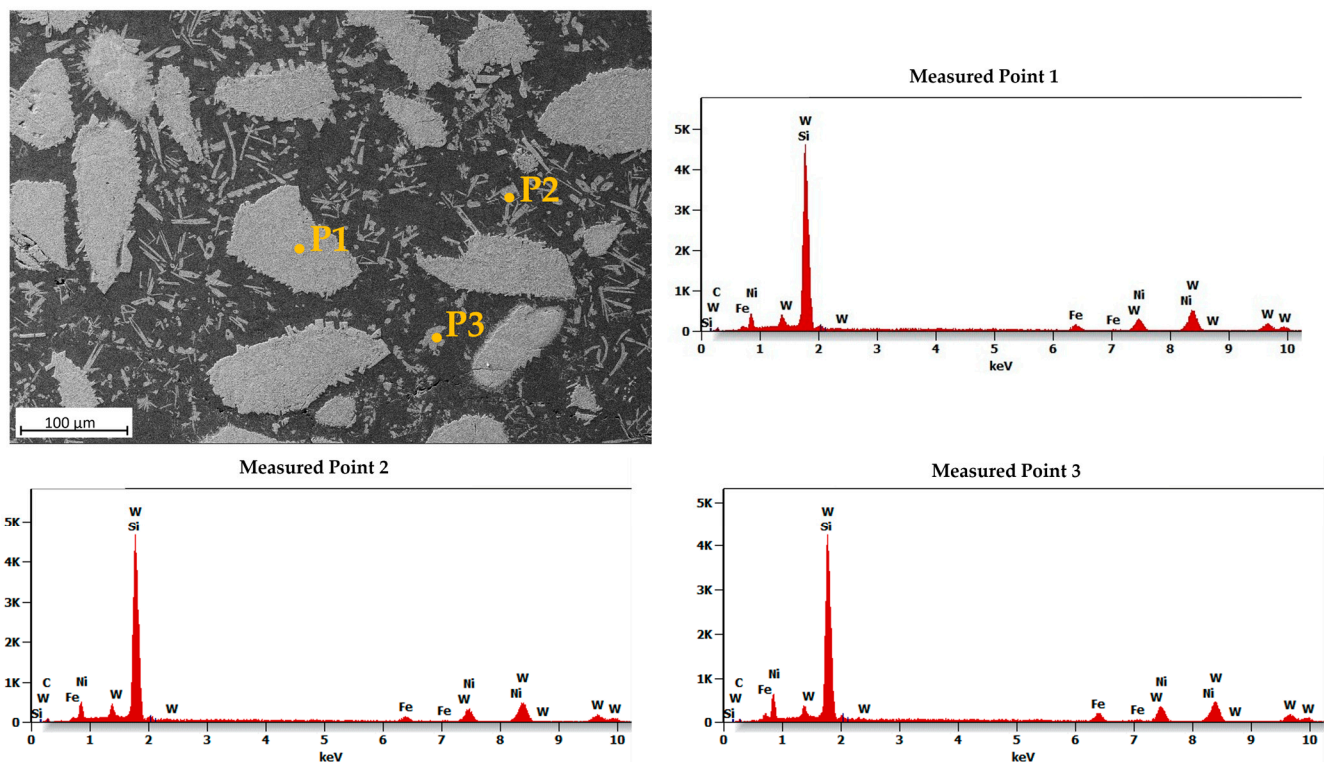 P1
P2
P3
100 µm
Measured Point 1
5K
4K
3K
2K
1K
0
W
Si
C
W
Si
Fe
Ni
W
W
Fe
Fe
Ni
W
W
Ni
W
W
W
0 1 2 3 4 5 6 7 8 9 10
keV
Measured Point 2
5K
4K
3K
2K
1K
0
W
Si
C
W
Si
Fe
Ni
W
W
Fe
Fe
Ni
W
W
Ni
W
W
W
0 1 2 3 4 5 6 7 8 9 10
keV
Measured Point 3
5K
4K
3K
2K
1K
0
W
Si
C
W
Si
Fe
Ni
W
W
Fe
Fe
Ni
W
W
Ni
W
W
W
0 1 2 3 4 5 6 7 8 9 10
keV